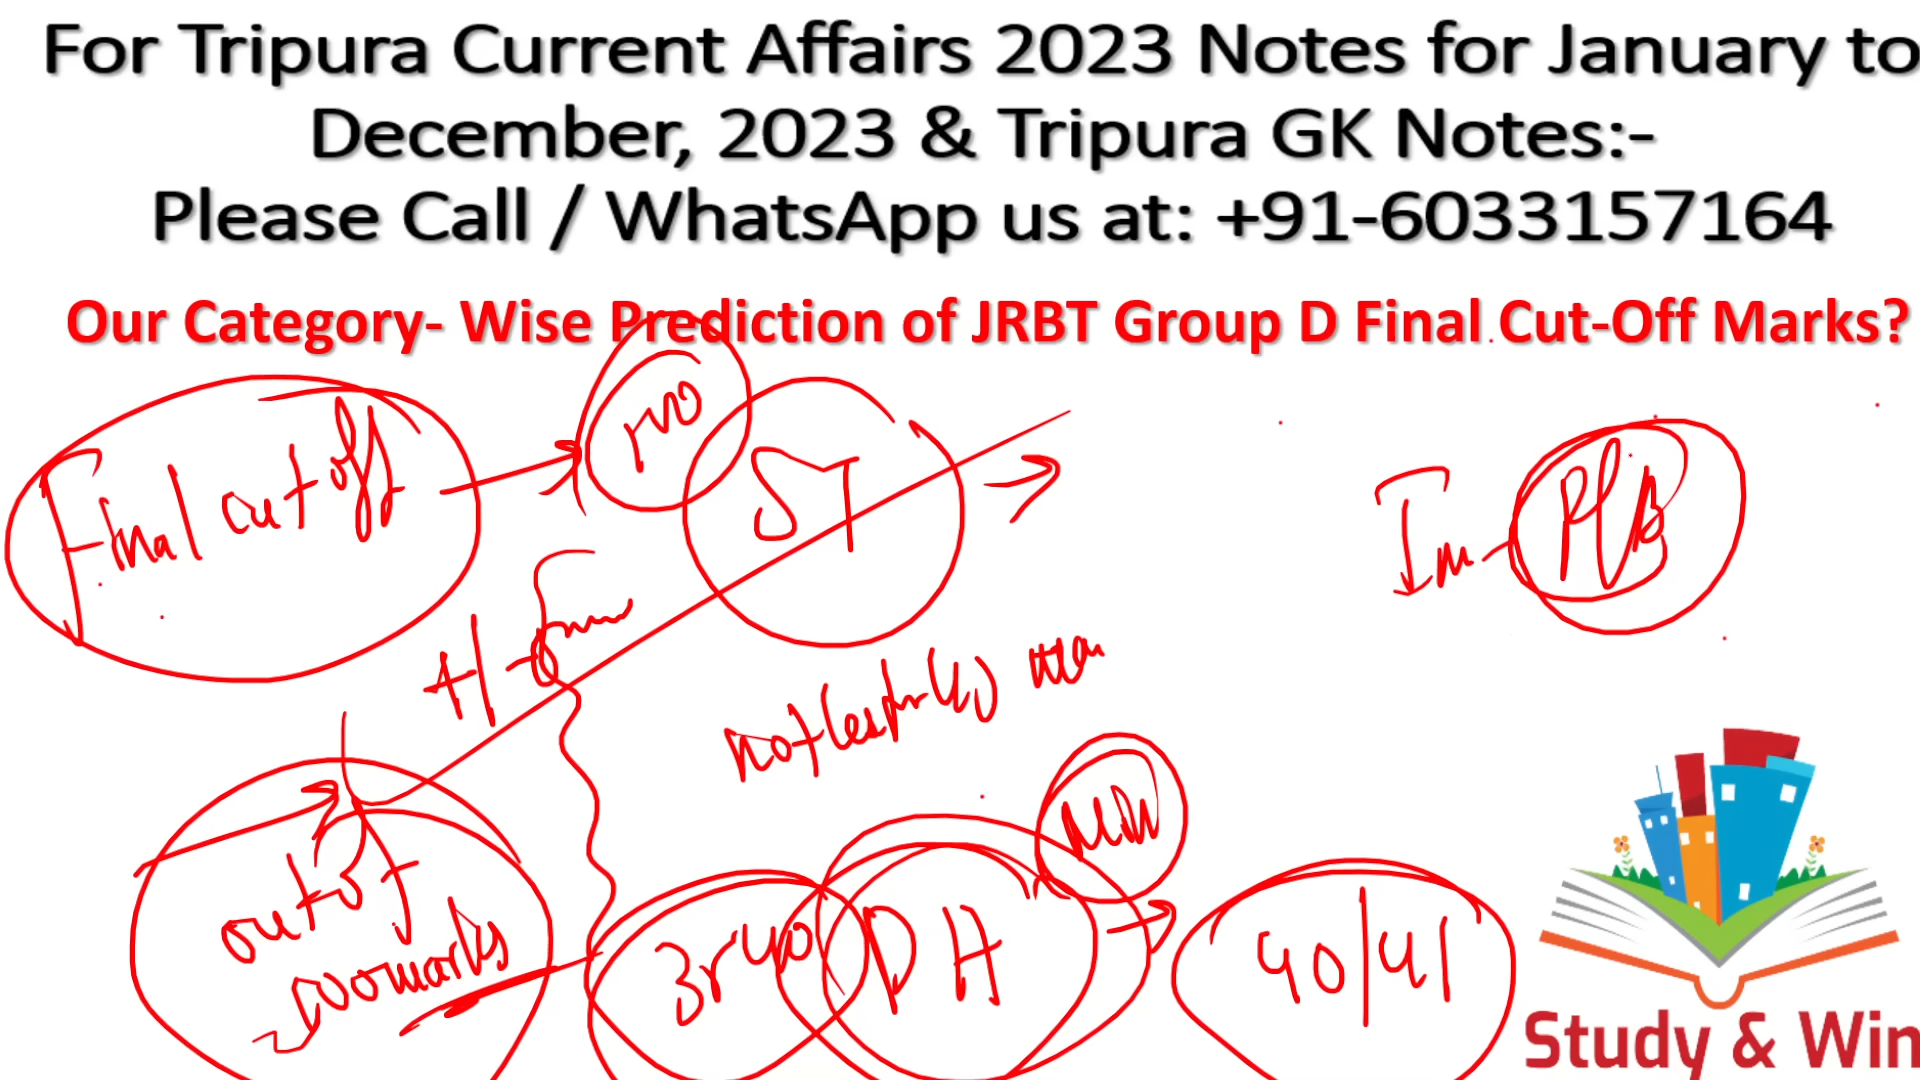 For Tripura Current Affairs 2023 Notes for January to
December, 2023 & Tripura GK Notes:-
Please Call / WhatsApp us at: +91-6033157164
Our Category- Wise Prediction of JRBT Group D Final Cut-Off Marks?
Final cut off
ST
out of
200 marks
DH
40/41
Study & Win